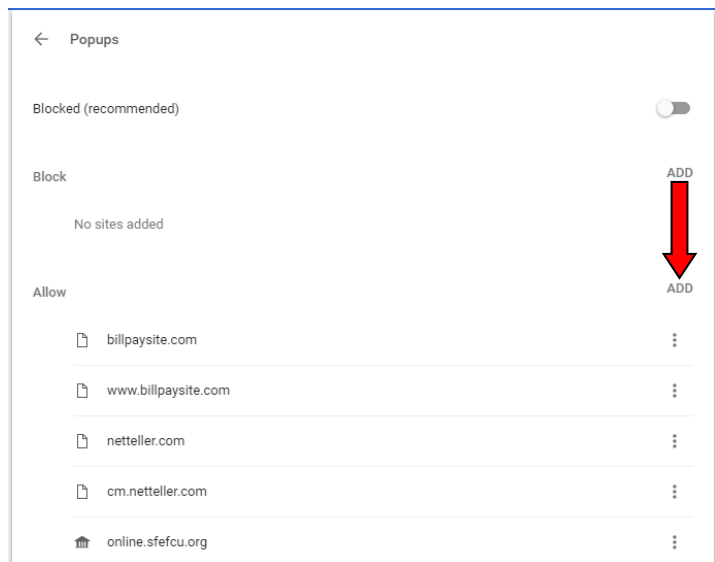 Popups
Blocked (recommended)
Block ADD
No sites added
Allow ADD
billpaysite.com
www.billpaysite.com
netteller.com
cm.netteller.com
online.sfefcu.org